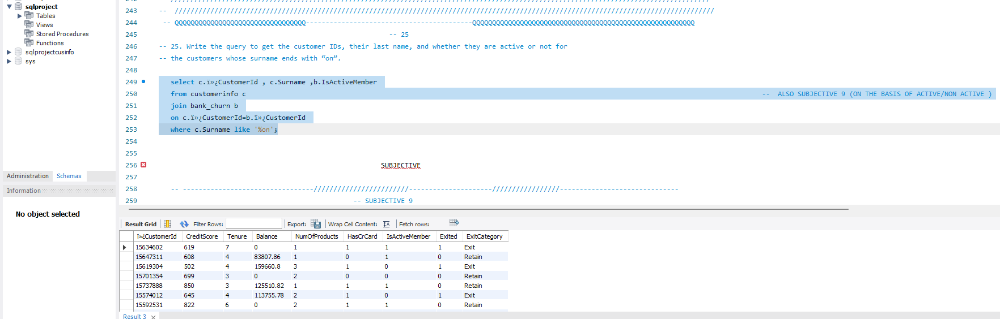 sqlproject
Tables
Views
Stored Procedures
Functions
sqlprojectcusinfo
sys
Administration Schemas
Information
No object selected
243 -- ////////////////////////////////////////////////////////////////////////////////////////////////////////////////////////////////////////
244 -- QQQQQQQQQQQQQQQQQQQQQQQQQQQQQQQQQ------------------------------------------QQQQQQQQQQQQQQQQQQQQQQQQQQQQQQQQQQQQQQQQQQQQQQQQQQQQQQQQ
245 -- 25
246 -- 25. Write the query to get the customer IDs, their last name, and whether they are active or not for
247 -- the customers whose surname ends with “on”.
248
249 select c.ï»¿CustomerId , c.Surname ,b.IsActiveMember
250 from customerinfo c -- ALSO SUBJECTIVE 9 (ON THE BASIS OF ACTIVE/NON ACTIVE )
251 join bank_churn b
252 on c.ï»¿CustomerId=b.ï»¿CustomerId
253 where c.Surname like '%on';
254
255
256 SUBJECTIVE
257
258 -- ---------------------------------////////////////////////---------------------/////////////////------------------------------
259 -- SUBJECTIVE 9
Result Grid Filter Rows: Export: Wrap Cell Content: Fetch rows:
ï»¿CustomerId CreditScore Tenure Balance NumOfProducts HasCrCard IsActiveMember Exited ExitCategory
15634602 619 7 0 1 1 1 1 Exit
15647311 608 4 83807.86 1 0 1 0 Retain
15619304 502 4 159660.8 3 1 0 1 Exit
15701354 699 3 0 2 0 0 0 Retain
15737888 850 3 125510.82 1 1 1 0 Retain
15574012 645 4 113755.78 2 1 0 1 Exit
15592531 822 6 0 2 1 1 0 Retain
Result 3